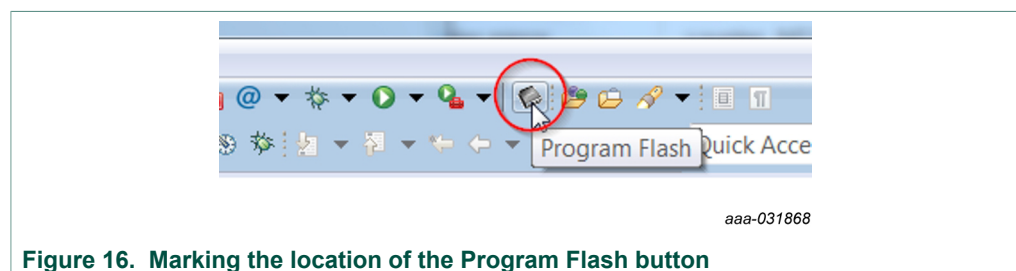 @
Program Flash
Quick Acce
aaa-031868
Figure 16. Marking the location of the Program Flash button